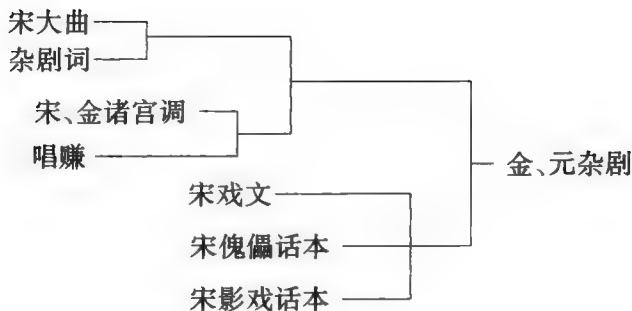 宋大曲
杂剧词
宋、金诸宫调
唱赚
金、元杂剧
宋戏文
宋傀儡话本
宋影戏话本